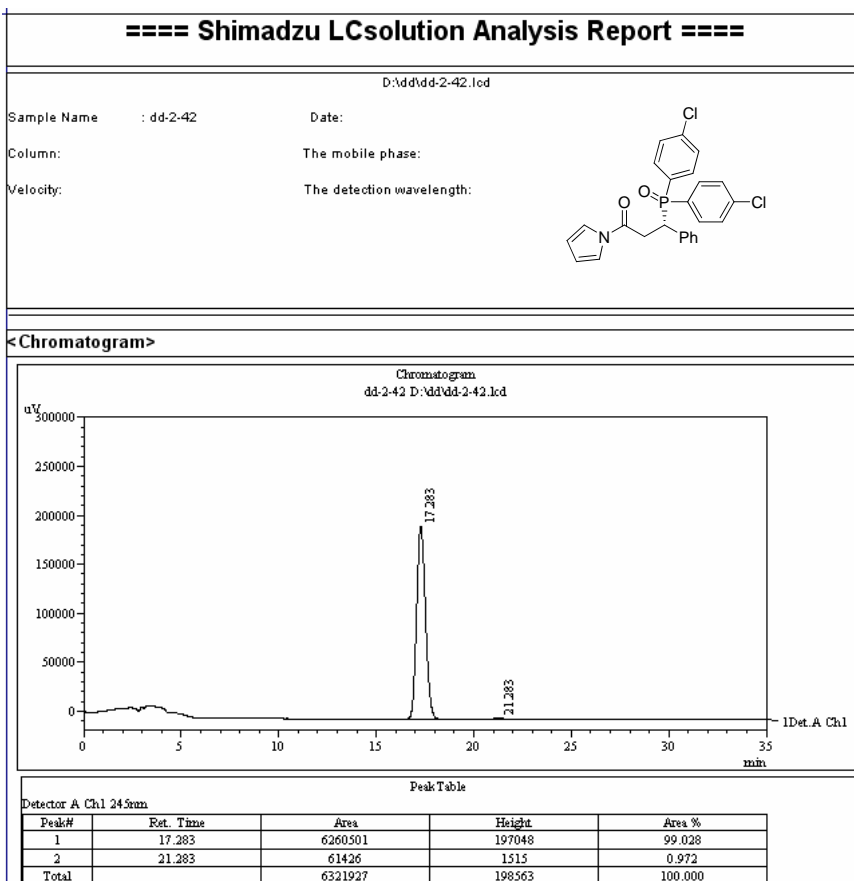 ==== Shimadzu LCsolution Analysis Report ====
D:\dd\dd-2-42.lcd
Sample Name : dd-2-42 Date:
Column: The mobile phase:
Velocity: The detection wavelength:
Cl
O P Cl
O
N Ph
<Chromatogram>
Chromatogram
dd-2-42 D:\dd\dd-2-42.lcd
uV
300000
250000
200000
150000
100000
50000
0
17.283
21.283
1Det.A Ch1
0 5 10 15 20 25 30 35
min
PeakTable
Detector A Ch1 245nm
Peak# Ret. Time Area Height Area %
1 17.283 6260501 197048 99.028
2 21.283 61426 1515 0.972
Total 6321927 198563 100.000